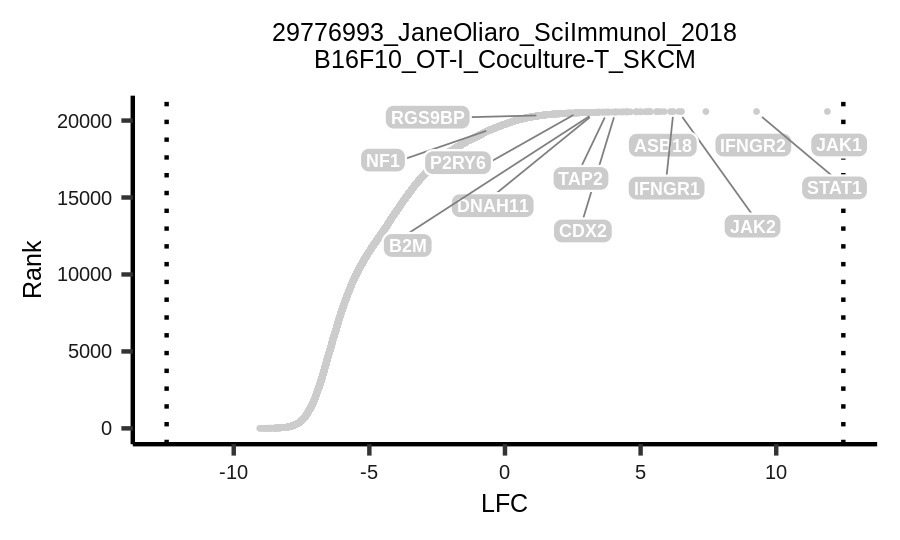 29776993_JaneOliaro_SciImmunol_2018
B16F10_OT-I_Coculture-T_SKCM
20000
15000
10000
5000
0
Rank
RGS9BP
NF1
P2RY6
ASB18
IFNGR2
JAK1
TAP2
IFNGR1
STAT1
DNAH11
CDX2
JAK2
B2M
-10
-5
0
5
10
LFC